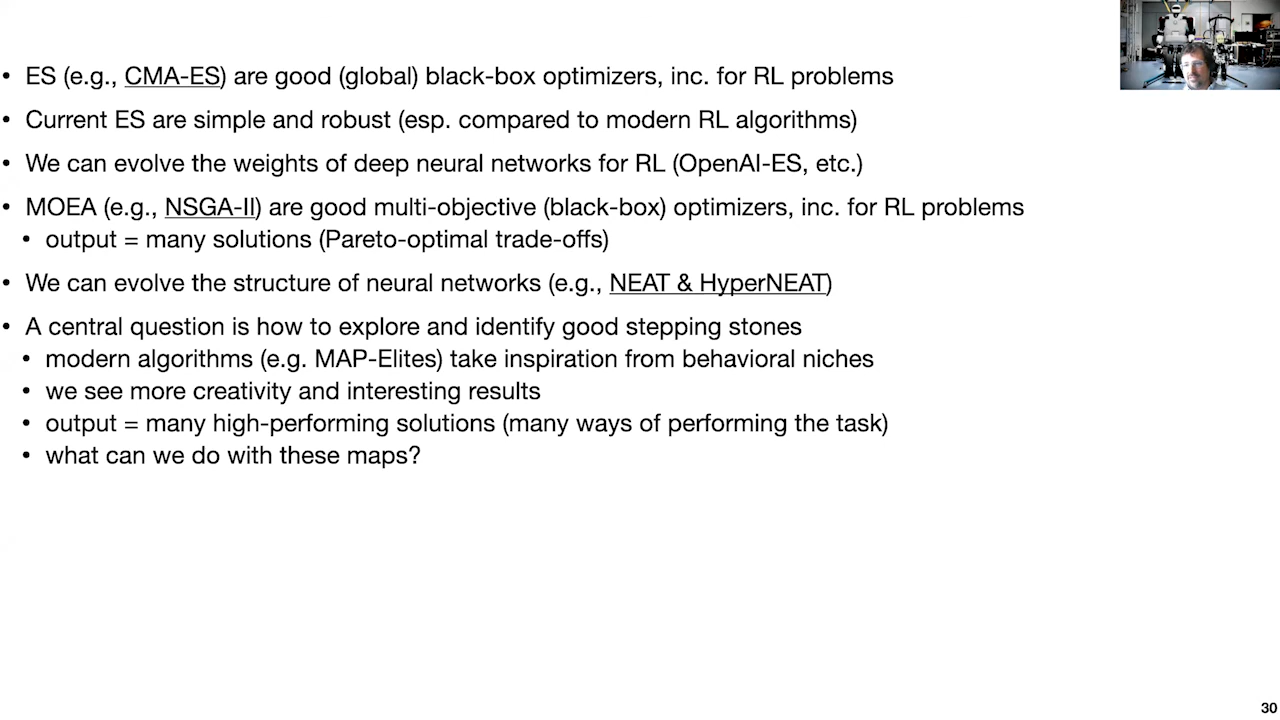 • ES (e.g., CMA-ES) are good (global) black-box optimizers, inc. for RL problems
• Current ES are simple and robust (esp. compared to modern RL algorithms)
• We can evolve the weights of deep neural networks for RL (OpenAI-ES, etc.)
• MOEA (e.g., NSGA-II) are good multi-objective (black-box) optimizers, inc. for RL problems
• output = many solutions (Pareto-optimal trade-offs)
• We can evolve the structure of neural networks (e.g., NEAT & HyperNEAT)
• A central question is how to explore and identify good stepping stones
• modern algorithms (e.g. MAP-Elites) take inspiration from behavioral niches
• we see more creativity and interesting results
• output = many high-performing solutions (many ways of performing the task)
• what can we do with these maps?
30